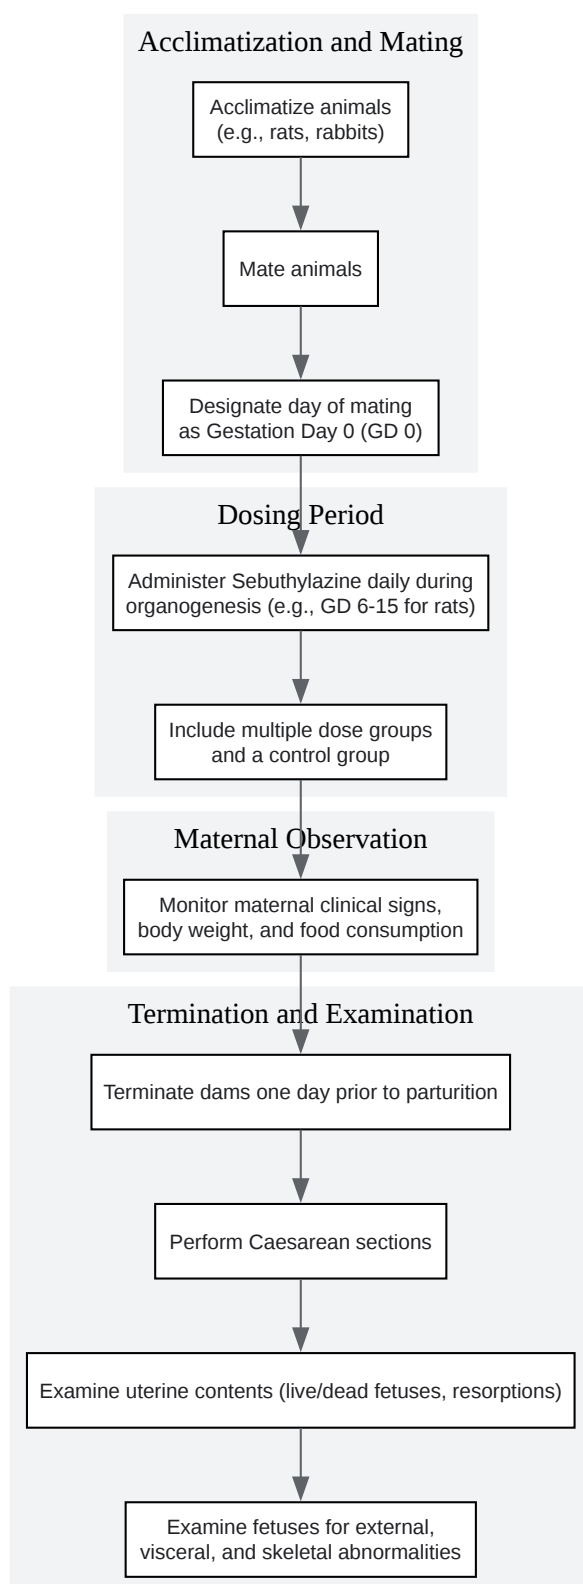 Acclimatization and Mating
Acclimatize animals
(e.g., rats, rabbits)
Mate animals
Designate day of mating
as Gestation Day 0 (GD 0)
Dosing Period
Administer Sebuthylazine daily during
organogenesis (e.g., GD 6-15 for rats)
Include multiple dose groups
and a control group
Maternal Observation
Monitor maternal clinical signs,
body weight, and food consumption
Termination and Examination
Terminate dams one day prior to parturition
Perform Caesarean sections
Examine uterine contents (live/dead fetuses, resorptions)
Examine fetuses for external,
visceral, and skeletal abnormalities